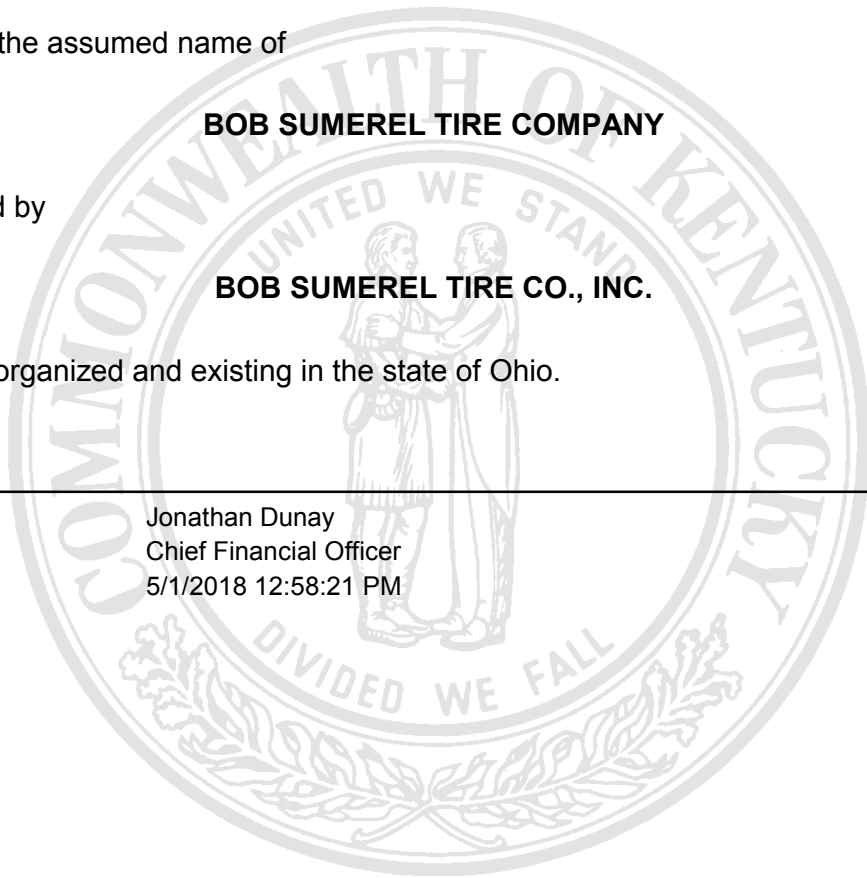 the assumed name of
BOB SUMEREL TIRE COMPANY
d by
BOB SUMEREL TIRE CO., INC.
organized and existing in the state of Ohio.
Jonathan Dunay
Chief Financial Officer
5/1/2018 12:58:21 PM
COMMONWEALTH OF KENTUCKY
UNITED WE STAND
DIVIDED WE FALL